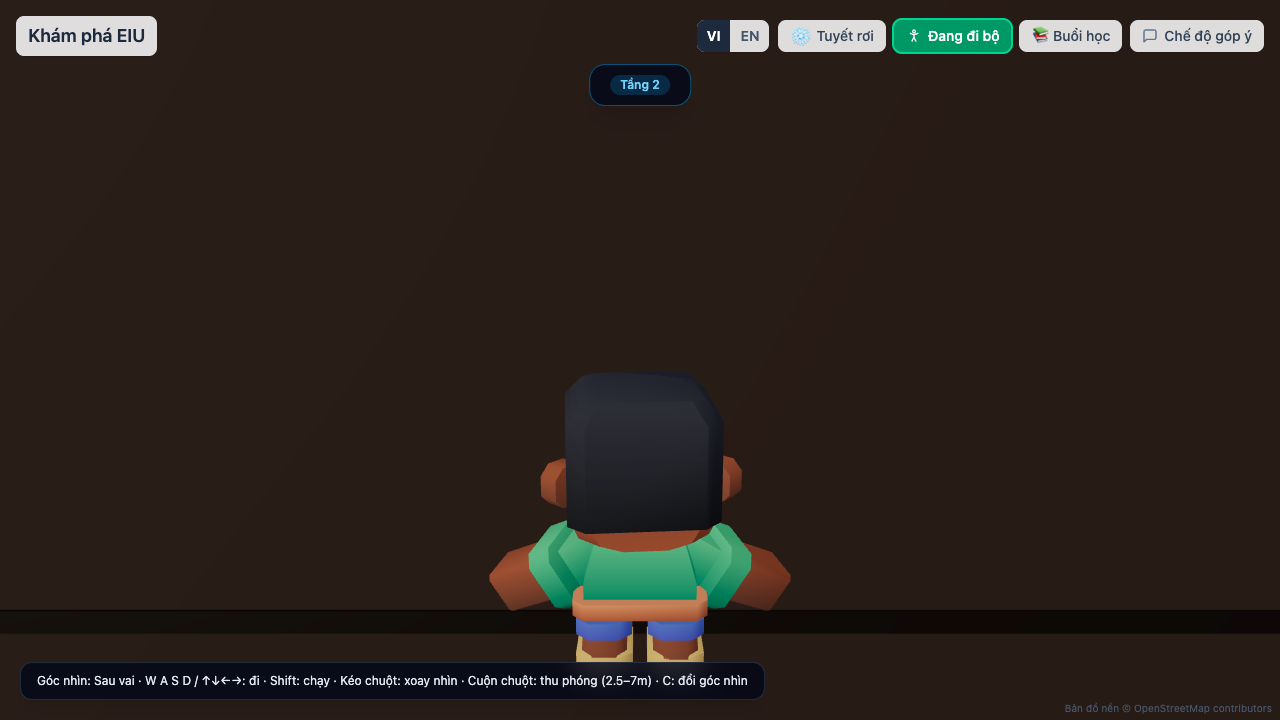 Khám phá EIU
VI
EN
Tuyết rơi
Đang đi bộ
Buổi học
Chế độ góp ý
Tầng 2
Góc nhìn: Sau vai · W A S D / ↑↓←→: đi · Shift: chạy · Kéo chuột: xoay nhìn · Cuộn chuột: thu phóng (2.5–7m) · C: đổi góc nhìn
Bản đồ nền © OpenStreetMap contributors